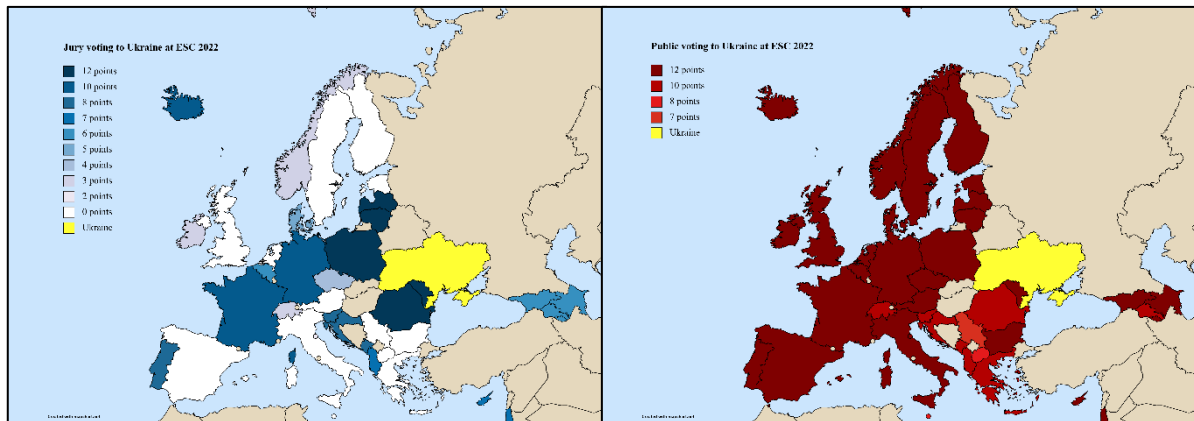 Jury voting to Ukraine at ESC 2022
12 points
10 points
8 points
7 points
6 points
5 points
4 points
3 points
2 points
0 points
Ukraine
Public voting to Ukraine at ESC 2022
12 points
10 points
8 points
7 points
Ukraine